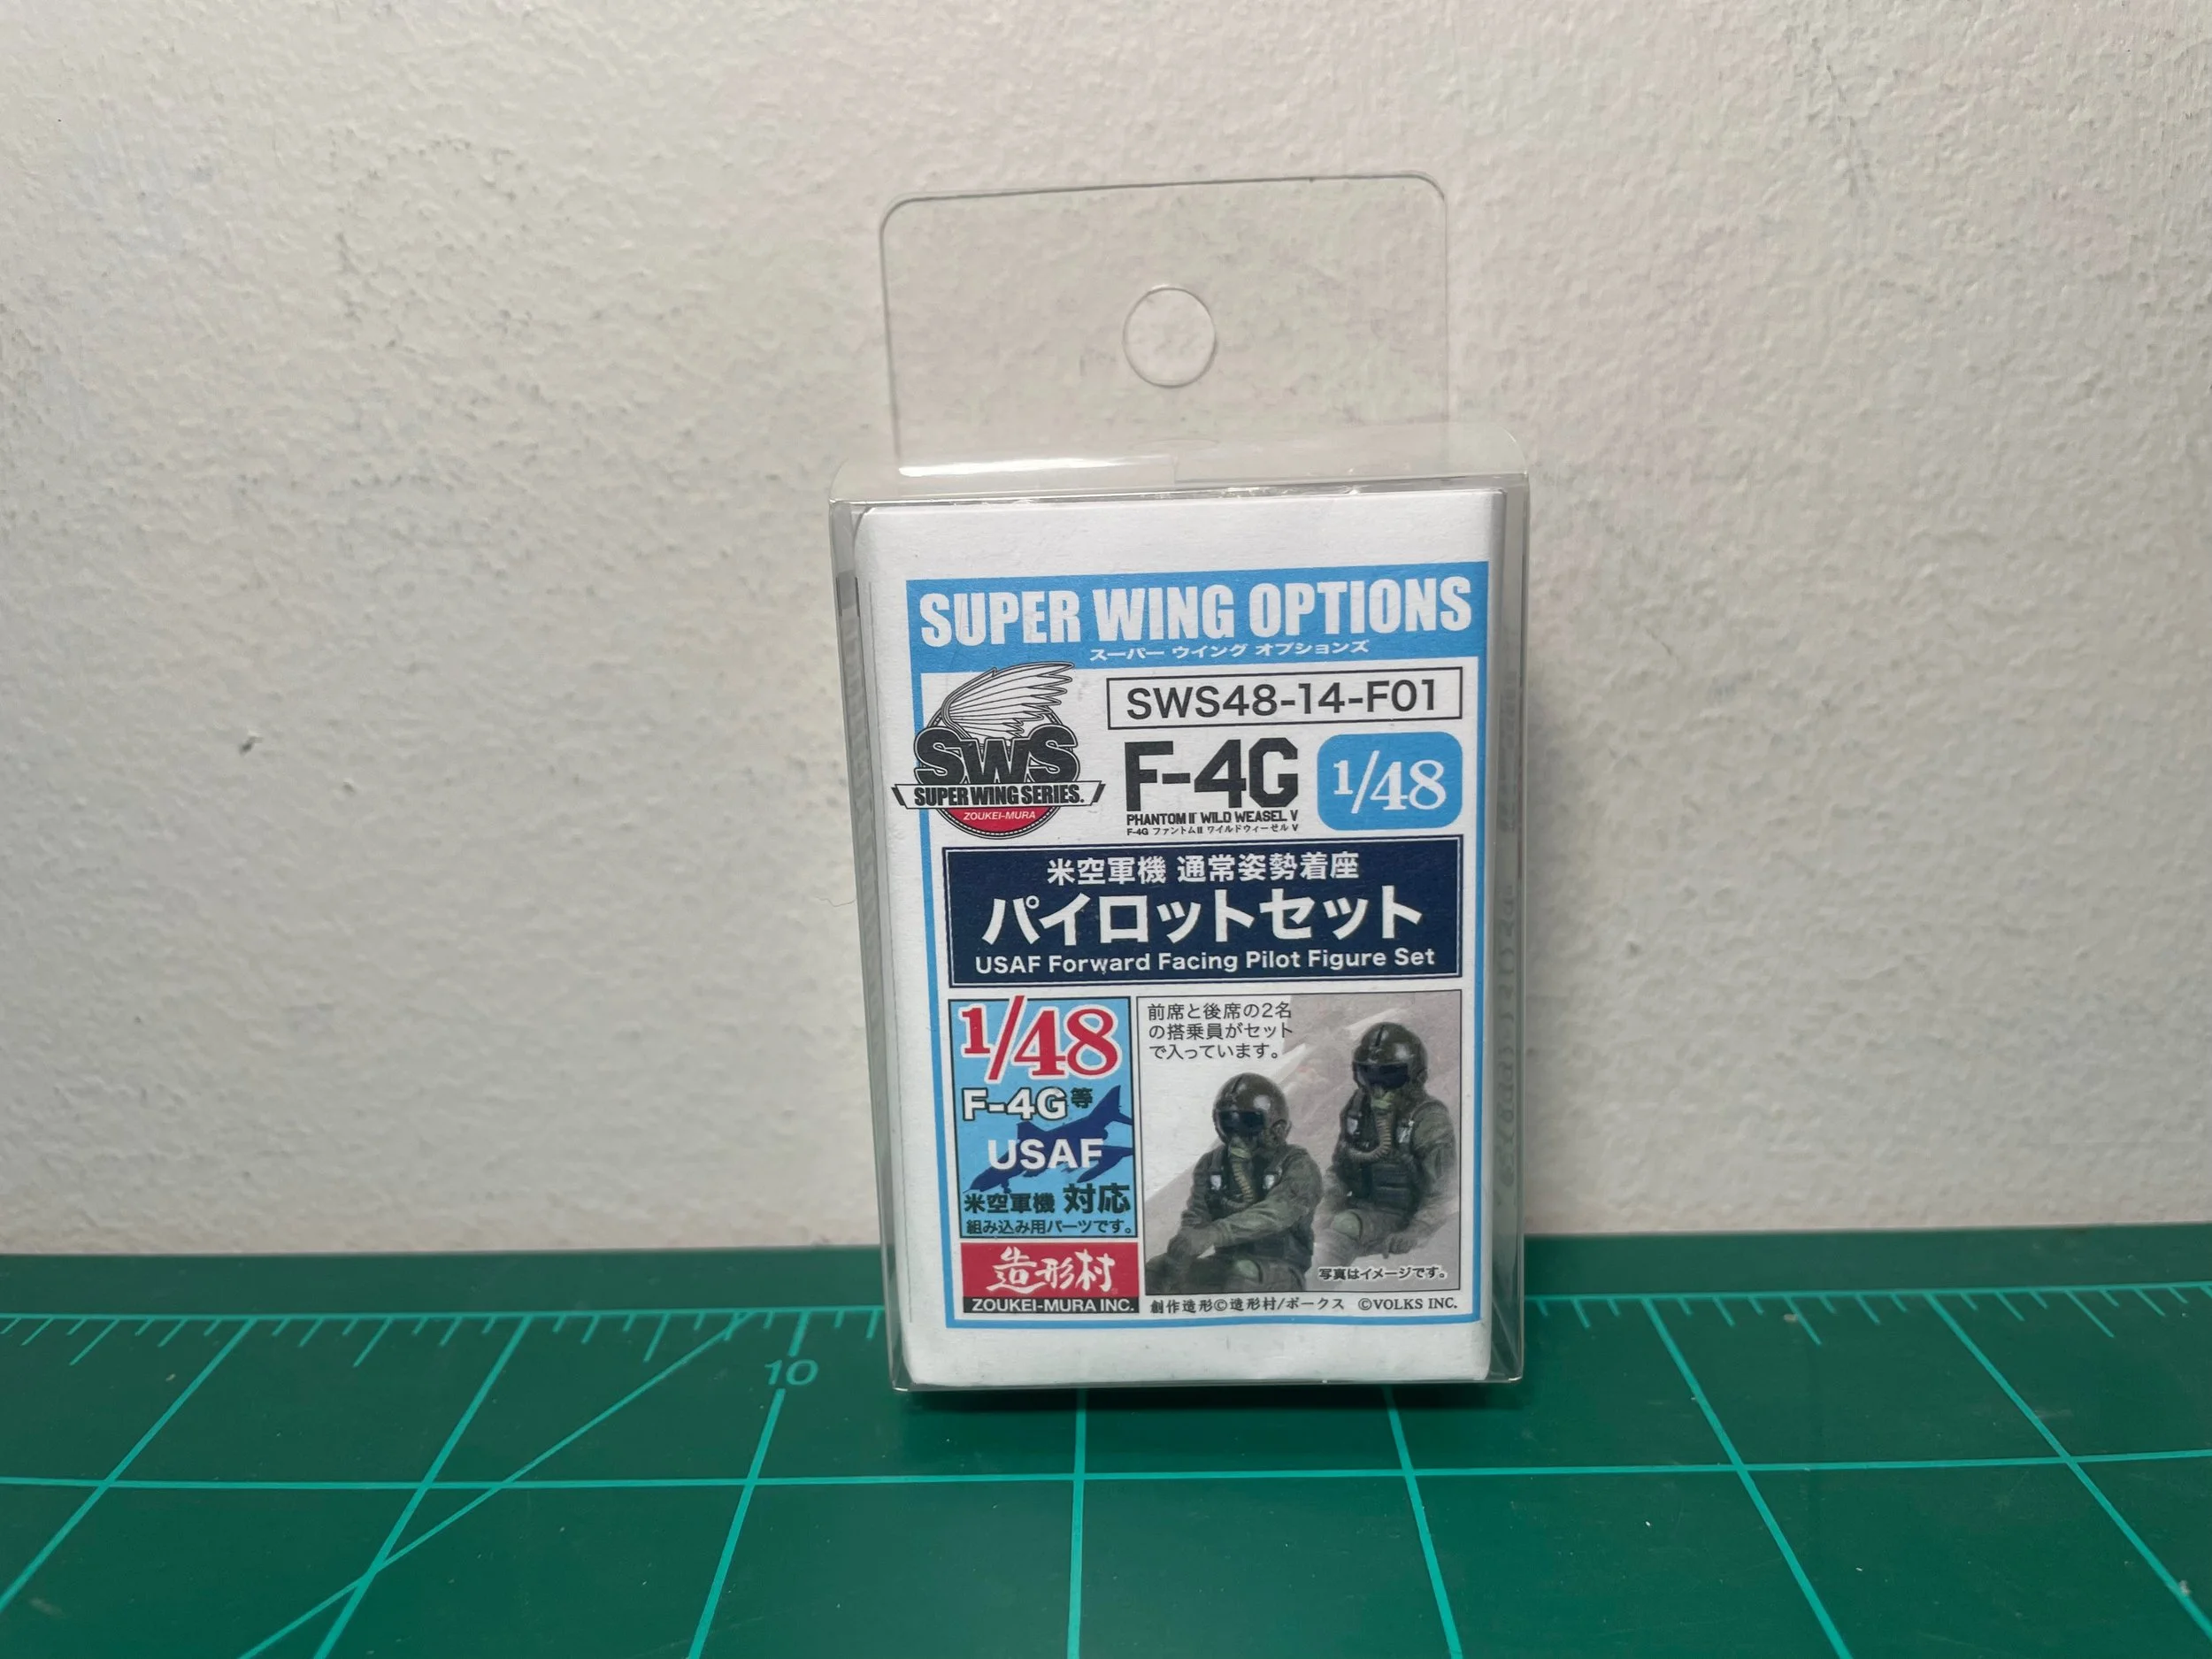 SUPER WING OPTIONS
スーパー ウイング オプションズ
SWS48-14-F01
SWS
SUPER WING SERIES.
ZOUKEI-MURA
F-4G
PHANTOM II WILD WEASEL V
F-4G ファントムII ワイルドウィーゼル V
1/48
米空軍機 通常姿勢着座
パイロットセット
USAF Forward Facing Pilot Figure Set
1/48
F-4G等
USAF
米空軍機 対応
組み込み用パーツです。
造形村
ZOUKEI-MURA INC.
前席と後席の2名
の搭乗員がセット
で入っています。
写真はイメージです。
創作造形©造形村/ボークス ©VOLKS INC.
10